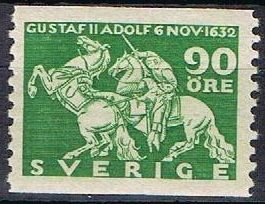 GUSTAF II ADOLF 6 NOV. 1632
90
ÖRE
SVERIGE